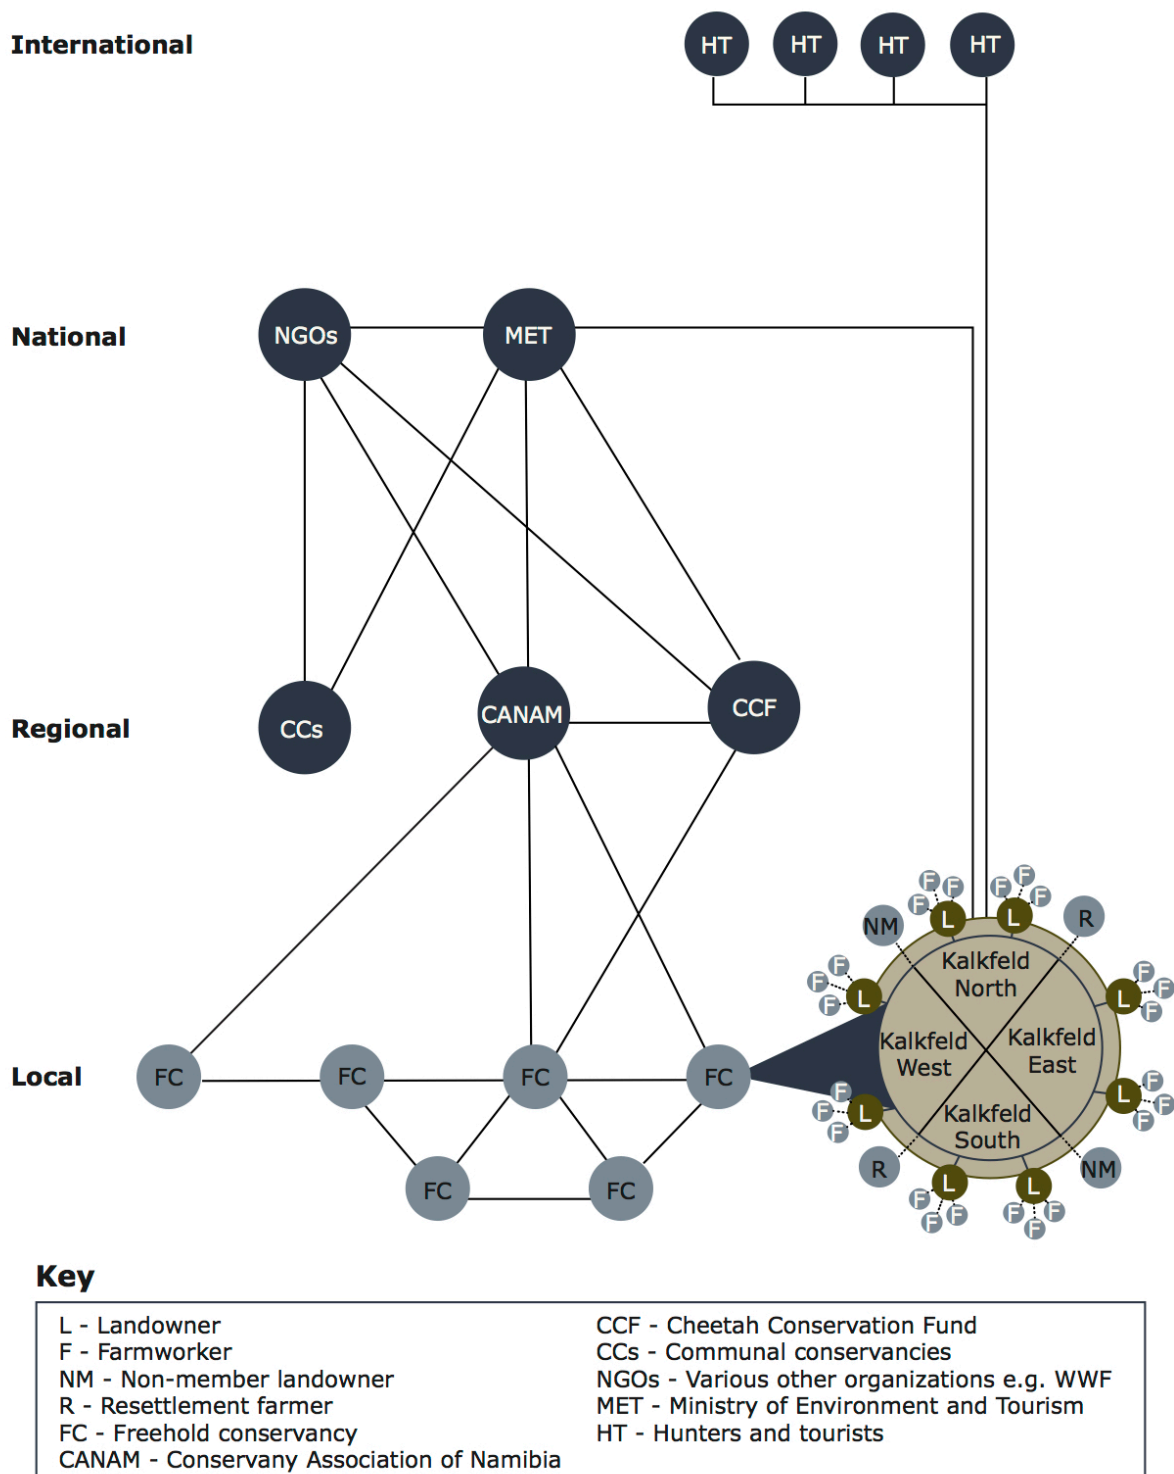 International
HT HT HT HT
National
NGOs MET
Regional
CCs CANAM CCF
Local
FC FC FC FC
FC FC
F F F F F F
L L
NM R
Kalkfeld
North
F F F L
L F F F
Kalkfeld
West
Kalkfeld
East
F F F L
L F F F
Kalkfeld
South
R NM
L L
F F F F F F
Key
L - Landowner
F - Farmworker
NM - Non-member landowner
R - Resettlement farmer
FC - Freehold conservancy
CANAM - Conservany Association of Namibia
CCF - Cheetah Conservation Fund
CCs - Communal conservancies
NGOs - Various other organizations e.g. WWF
MET - Ministry of Environment and Tourism
HT - Hunters and tourists